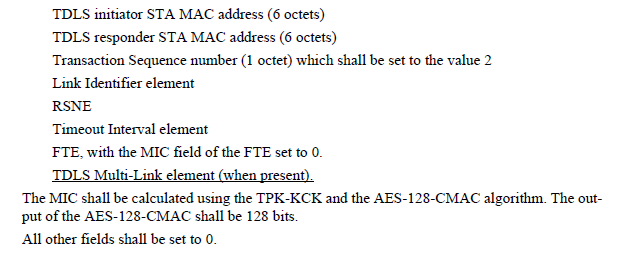 TDLS initiator STA MAC address (6 octets)
TDLS responder STA MAC address (6 octets)
Transaction Sequence number (1 octet) which shall be set to the value 2
Link Identifier element
RSNE
Timeout Interval element
FTE, with the MIC field of the FTE set to 0.
TDLS Multi-Link element (when present).
The MIC shall be calculated using the TPK-KCK and the AES-128-CMAC algorithm. The out-
put of the AES-128-CMAC shall be 128 bits.
All other fields shall be set to 0.